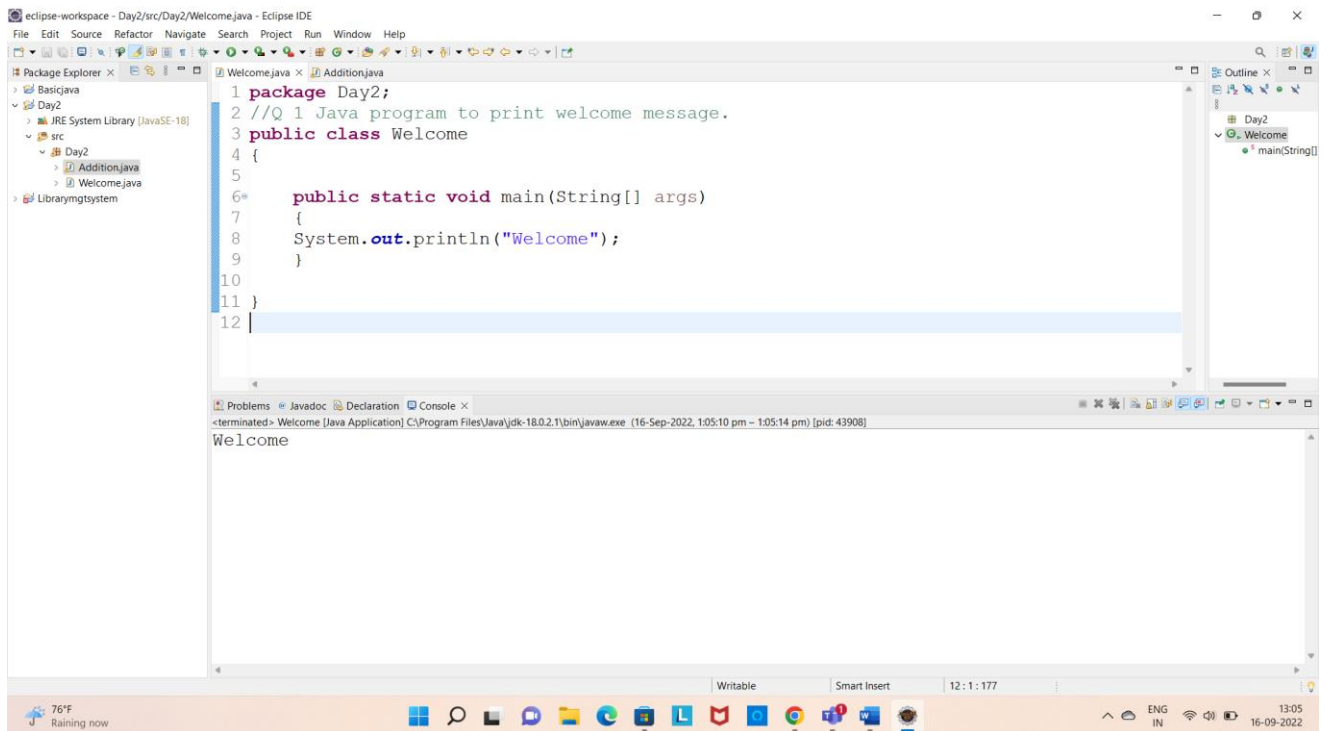 eclipse-workspace - Day2/src/Day2/Welcome.java - Eclipse IDE
File Edit Source Refactor Navigate Search Project Run Window Help
Package Explorer
Basicjava
Day2
JRE System Library [JavaSE-18]
src
Day2
Addition.java
Welcome.java
Librarymgtsystem
Welcome.java Addition.java
1 package Day2;
2 //Q 1 Java program to print welcome message.
3 public class Welcome
4 {
5
6 public static void main(String[] args)
7 {
8 System.out.println("Welcome");
9 }
10
11 }
12
Outline
Day2
Welcome
main(String[]
Problems Javadoc Declaration Console
<terminated> Welcome [Java Application] C:\Program Files\Java\jdk-18.0.2.1\bin\javaw.exe (16-Sep-2022, 1:05:10 pm – 1:05:14 pm) [pid: 43908]
Welcome
Writable Smart Insert 12 : 1 : 177
76°F
Raining now
ENG
IN
13:05
16-09-2022